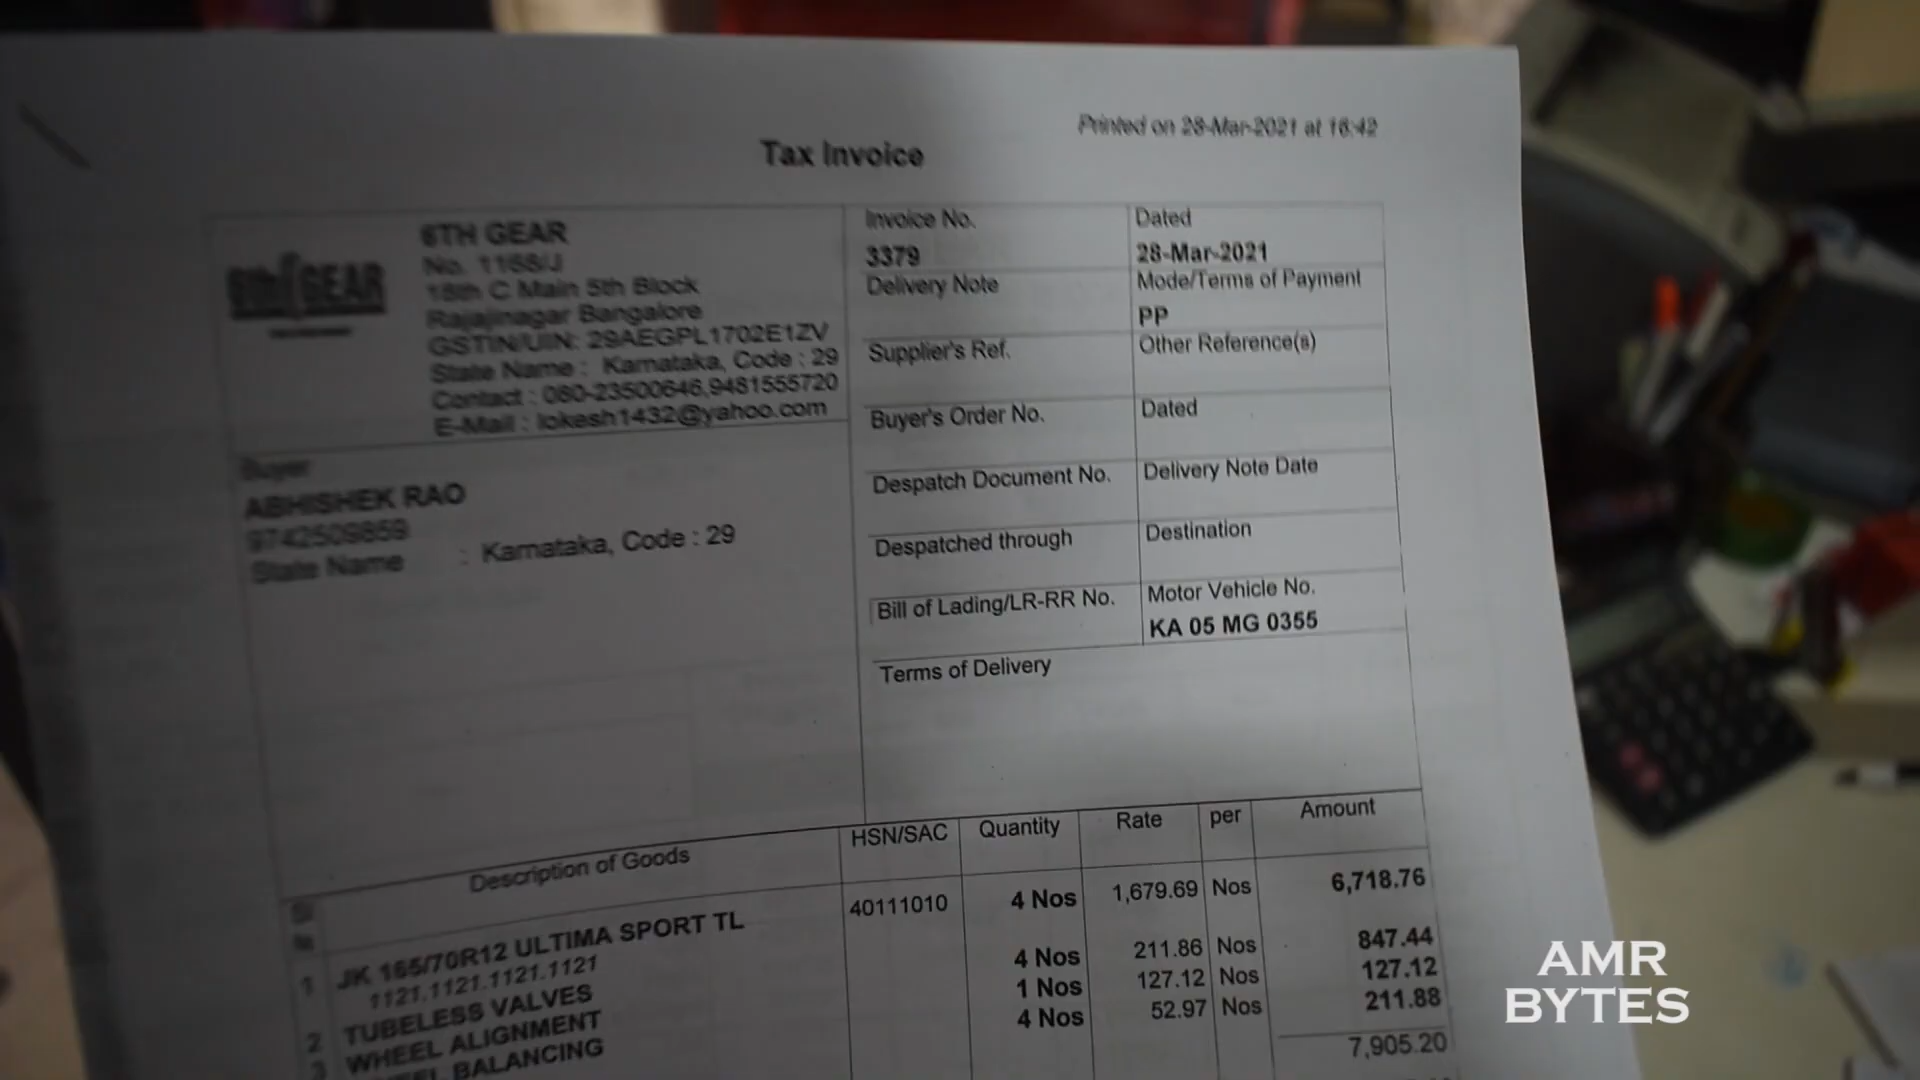 Printed on 28-Mar-2021 at 16:42
Tax Invoice
6th GEAR
6TH GEAR
No. 1168/J
18th C Main 5th Block
Rajajinagar Bangalore
GSTIN/UIN: 29AEGPL1702E1ZV
State Name : Karnataka, Code : 29
Contact : 080-23500646,9481555720
E-Mail : lokesh1432@yahoo.com
Invoice No.
3379
Dated
28-Mar-2021
Delivery Note
Mode/Terms of Payment
PP
Supplier's Ref.
Other Reference(s)
Buyer's Order No.
Dated
Despatch Document No.
Delivery Note Date
Despatched through
Destination
Bill of Lading/LR-RR No.
Motor Vehicle No.
KA 05 MG 0355
Terms of Delivery
Buyer
ABHISHEK RAO
9742509859
State Name : Karnataka, Code : 29
Sl Description of Goods HSN/SAC Quantity Rate per Amount
1 JK 165/70R12 ULTIMA SPORT TL 40111010 4 Nos 1,679.69 Nos 6,718.76
1121.1121.1121.1121
2 TUBELESS VALVES 4 Nos 211.86 Nos 847.44
3 WHEEL ALIGNMENT 1 Nos 127.12 Nos 127.12
BALANCING 4 Nos 52.97 Nos 211.88
7,905.20
AMR
BYTES